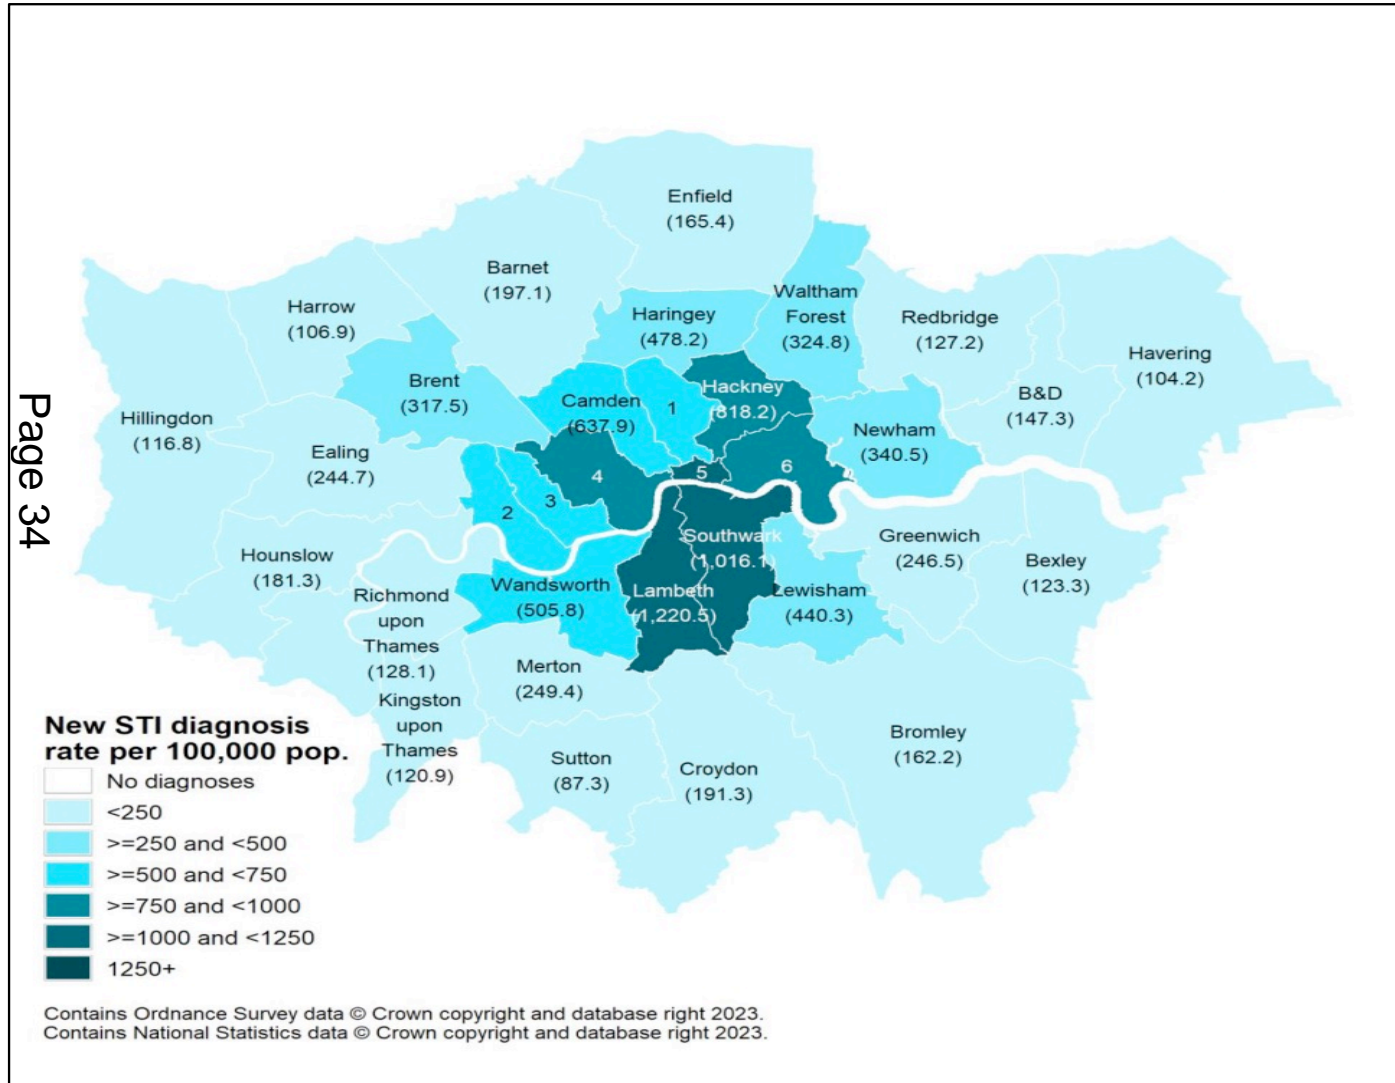 Page 34
Enfield
(165.4)
Barnet
(197.1)
Harrow
(106.9)
Haringey
(478.2)
Waltham
Forest
(324.8)
Redbridge
(127.2)
Havering
(104.2)
B&D
(147.3)
Hillingdon
(116.8)
Brent
(317.5)
Ealing
(244.7)
Camden
(637.9)
1
Hackney
(818.2)
Newham
(340.5)
4
5
6
2
3
Hounslow
(181.3)
Richmond
upon
Thames
(128.1)
Wandsworth
(505.8)
Southwark
(1,016.1)
Lambeth
(1,220.5)
Lewisham
(440.3)
Greenwich
(246.5)
Bexley
(123.3)
Kingston
upon
Thames
(120.9)
Merton
(249.4)
Sutton
(87.3)
Croydon
(191.3)
Bromley
(162.2)
New STI diagnosis
rate per 100,000 pop.
No diagnoses
<250
>=250 and <500
>=500 and <750
>=750 and <1000
>=1000 and <1250
1250+
Contains Ordnance Survey data © Crown copyright and database right 2023.
Contains National Statistics data © Crown copyright and database right 2023.